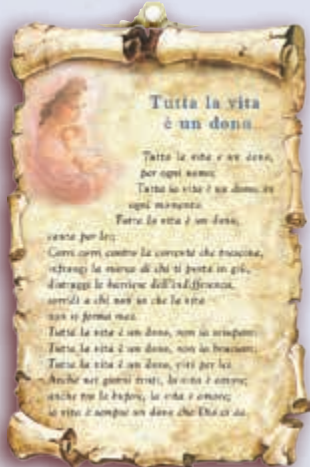 Tutta la vita
è un dono...
Tutta la vita è un dono,
per ogni uomo;
Tutta la vita è un dono, in
ogni momento.
Tutta la vita è un dono,
canta per lei;
Corri corri contro la corrente che trascina,
infrangi la marea di chi ti porta in giù,
distruggi le barriere dell'indifferenza,
sorridi a chi non sa che la vita
non si ferma mai.
Tutta la vita è un dono, non la sciupare;
Tutta la vita è un dono, non la bruciare;
Tutta la vita è un dono, vivi per lei.
Anche nei giorni tristi, la vita è amore;
anche tra le bufere, la vita è amore;
la vita è sempre un dono che Dio ci dà.